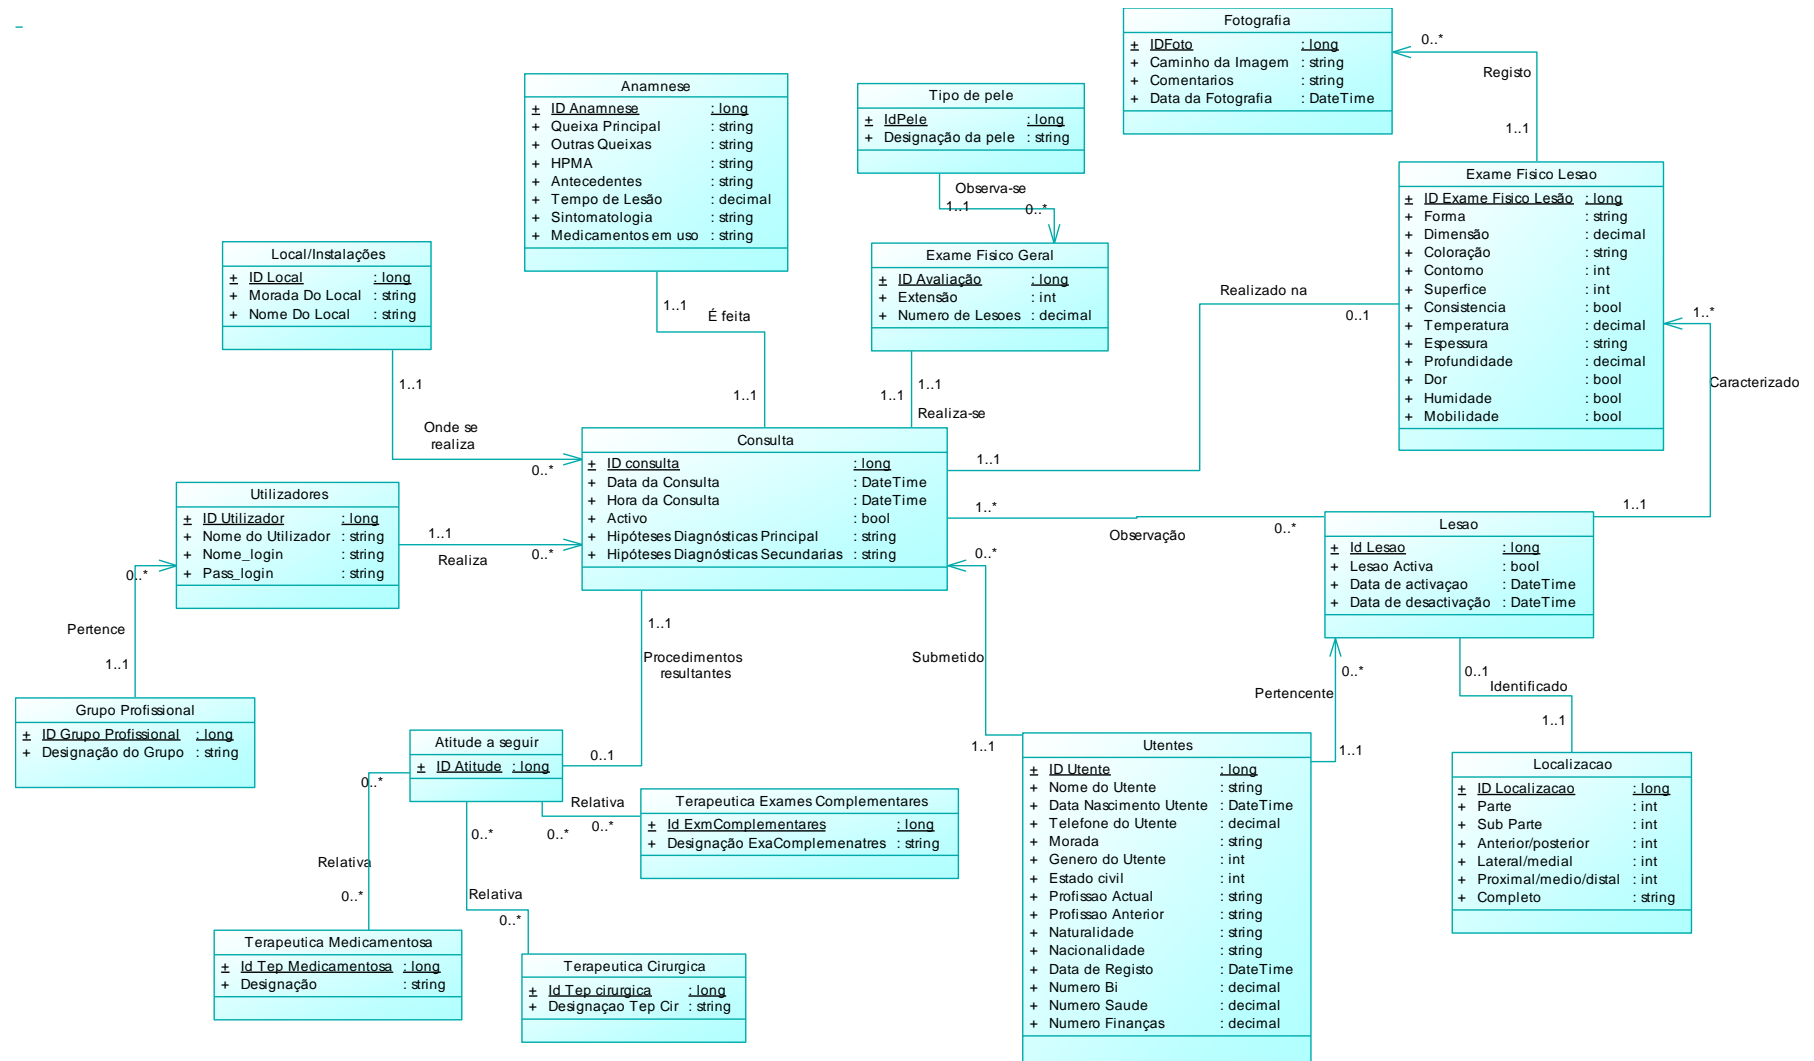 Fotografia
+ IDFoto : long
+ Caminho da Imagem : string
+ Comentarios : string
+ Data da Fotografia : DateTime
0..*
Registo
1..1
Anamnese
+ ID Anamnese : long
+ Queixa Principal : string
+ Outras Queixas : string
+ HPMA : string
+ Antecedentes : string
+ Tempo de Lesão : decimal
+ Sintomatologia : string
+ Medicamentos em uso : string
Tipo de pele
+ IdPele : long
+ Designação da pele : string
Observa-se
1..1
0..*
Exame Fisico Lesao
+ ID Exame Fisico Lesão : long
+ Forma : string
+ Dimensão : decimal
+ Coloração : string
+ Contorno : int
+ Superfice : int
+ Consistencia : bool
+ Temperatura : decimal
+ Espessura : string
+ Profundidade : decimal
+ Dor : bool
+ Humidade : bool
+ Mobilidade : bool
Local/Instalações
+ ID Local : long
+ Morada Do Local : string
+ Nome Do Local : string
Exame Fisico Geral
+ ID Avaliação : long
+ Extensão : int
+ Numero de Lesoes : decimal
1..1
É feita
1..1
Realizado na
0..1
1..*
Caracterizado
1..1
1..1
1..1
Realiza-se
1..1
Onde se
realiza
0..*
Consulta
+ ID consulta : long
+ Data da Consulta : DateTime
+ Hora da Consulta : DateTime
+ Activo : bool
+ Hipóteses Diagnósticas Principal : string
+ Hipóteses Diagnósticas Secundarias : string
1..1
1..*
Observação
0..*
Utilizadores
+ ID Utilizador : long
+ Nome do Utilizador : string
+ Nome_login : string
+ Pass_login : string
1..1
Realiza
0..*
0..*
Pertence
1..1
Lesao
+ Id Lesao : long
+ Lesao Activa : bool
+ Data de activaçao : DateTime
+ Data de desactivação : DateTime
0..*
Submetido
1..1
1..1
Procedimentos
resultantes
0..1
0..*
Pertencente
1..1
0..1
Identificado
1..1
Grupo Profissional
+ ID Grupo Profissional : long
+ Designação do Grupo : string
Atitude a seguir
+ ID Atitude : long
0..*
Relativa
0..*
0..*
Relativa
0..*
0..*
Relativa
0..*
Terapeutica Exames Complementares
+ Id ExmComplementares : long
+ Designação ExaComplemenatres : string
Utentes
+ ID Utente : long
+ Nome do Utente : string
+ Data Nascimento Utente : DateTime
+ Telefone do Utente : decimal
+ Morada : string
+ Genero do Utente : int
+ Estado civil : int
+ Profissao Actual : string
+ Profissao Anterior : string
+ Naturalidade : string
+ Nacionalidade : string
+ Data de Registo : DateTime
+ Numero Bi : decimal
+ Numero Saude : decimal
+ Numero Finanças : decimal
Localizacao
+ ID Localizacao : long
+ Parte : int
+ Sub Parte : int
+ Anterior/posterior : int
+ Lateral/medial : int
+ Proximal/medio/distal : int
+ Completo : string
Terapeutica Medicamentosa
+ Id Tep Medicamentosa : long
+ Designação : string
Terapeutica Cirurgica
+ Id Tep cirurgica : long
+ Designaçao Tep Cir : string